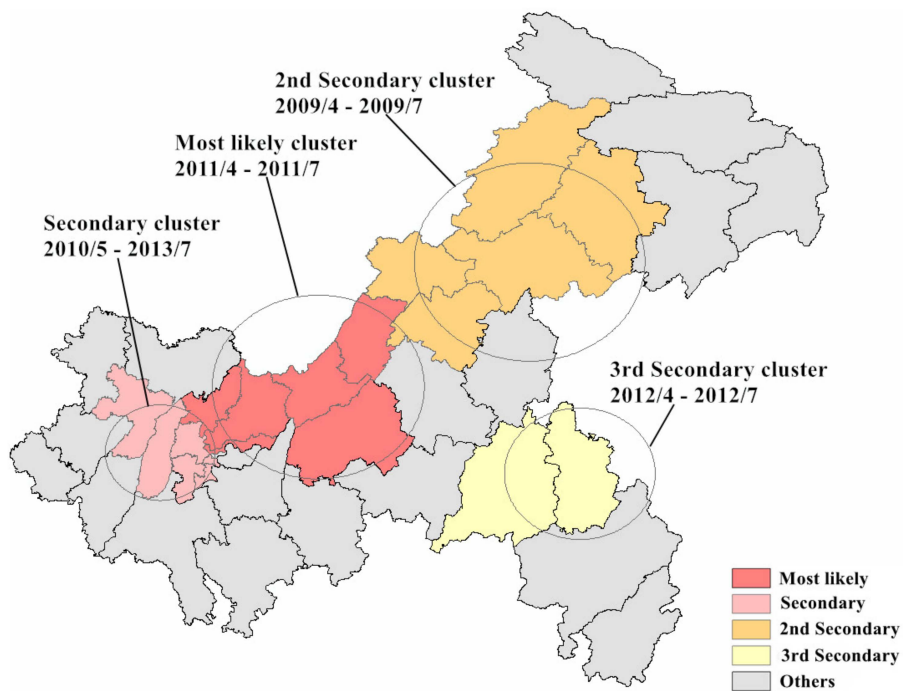 2nd Secondary cluster
2009/4 - 2009/7
Most likely cluster
2011/4 - 2011/7
Secondary cluster
2010/5 - 2013/7
3rd Secondary cluster
2012/4 - 2012/7
Most likely
Secondary
2nd Secondary
3rd Secondary
Others